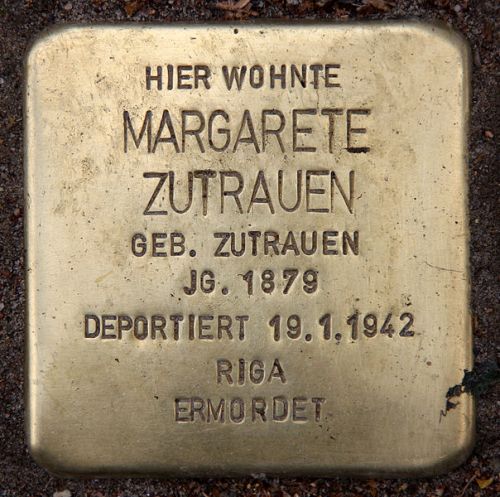 HIER WOHNTE
MARGARETE
ZUTRAUEN
GEB. ZUTRAUEN
JG. 1879
DEPORTIERT 19.1.1942
RIGA
ERMORDET